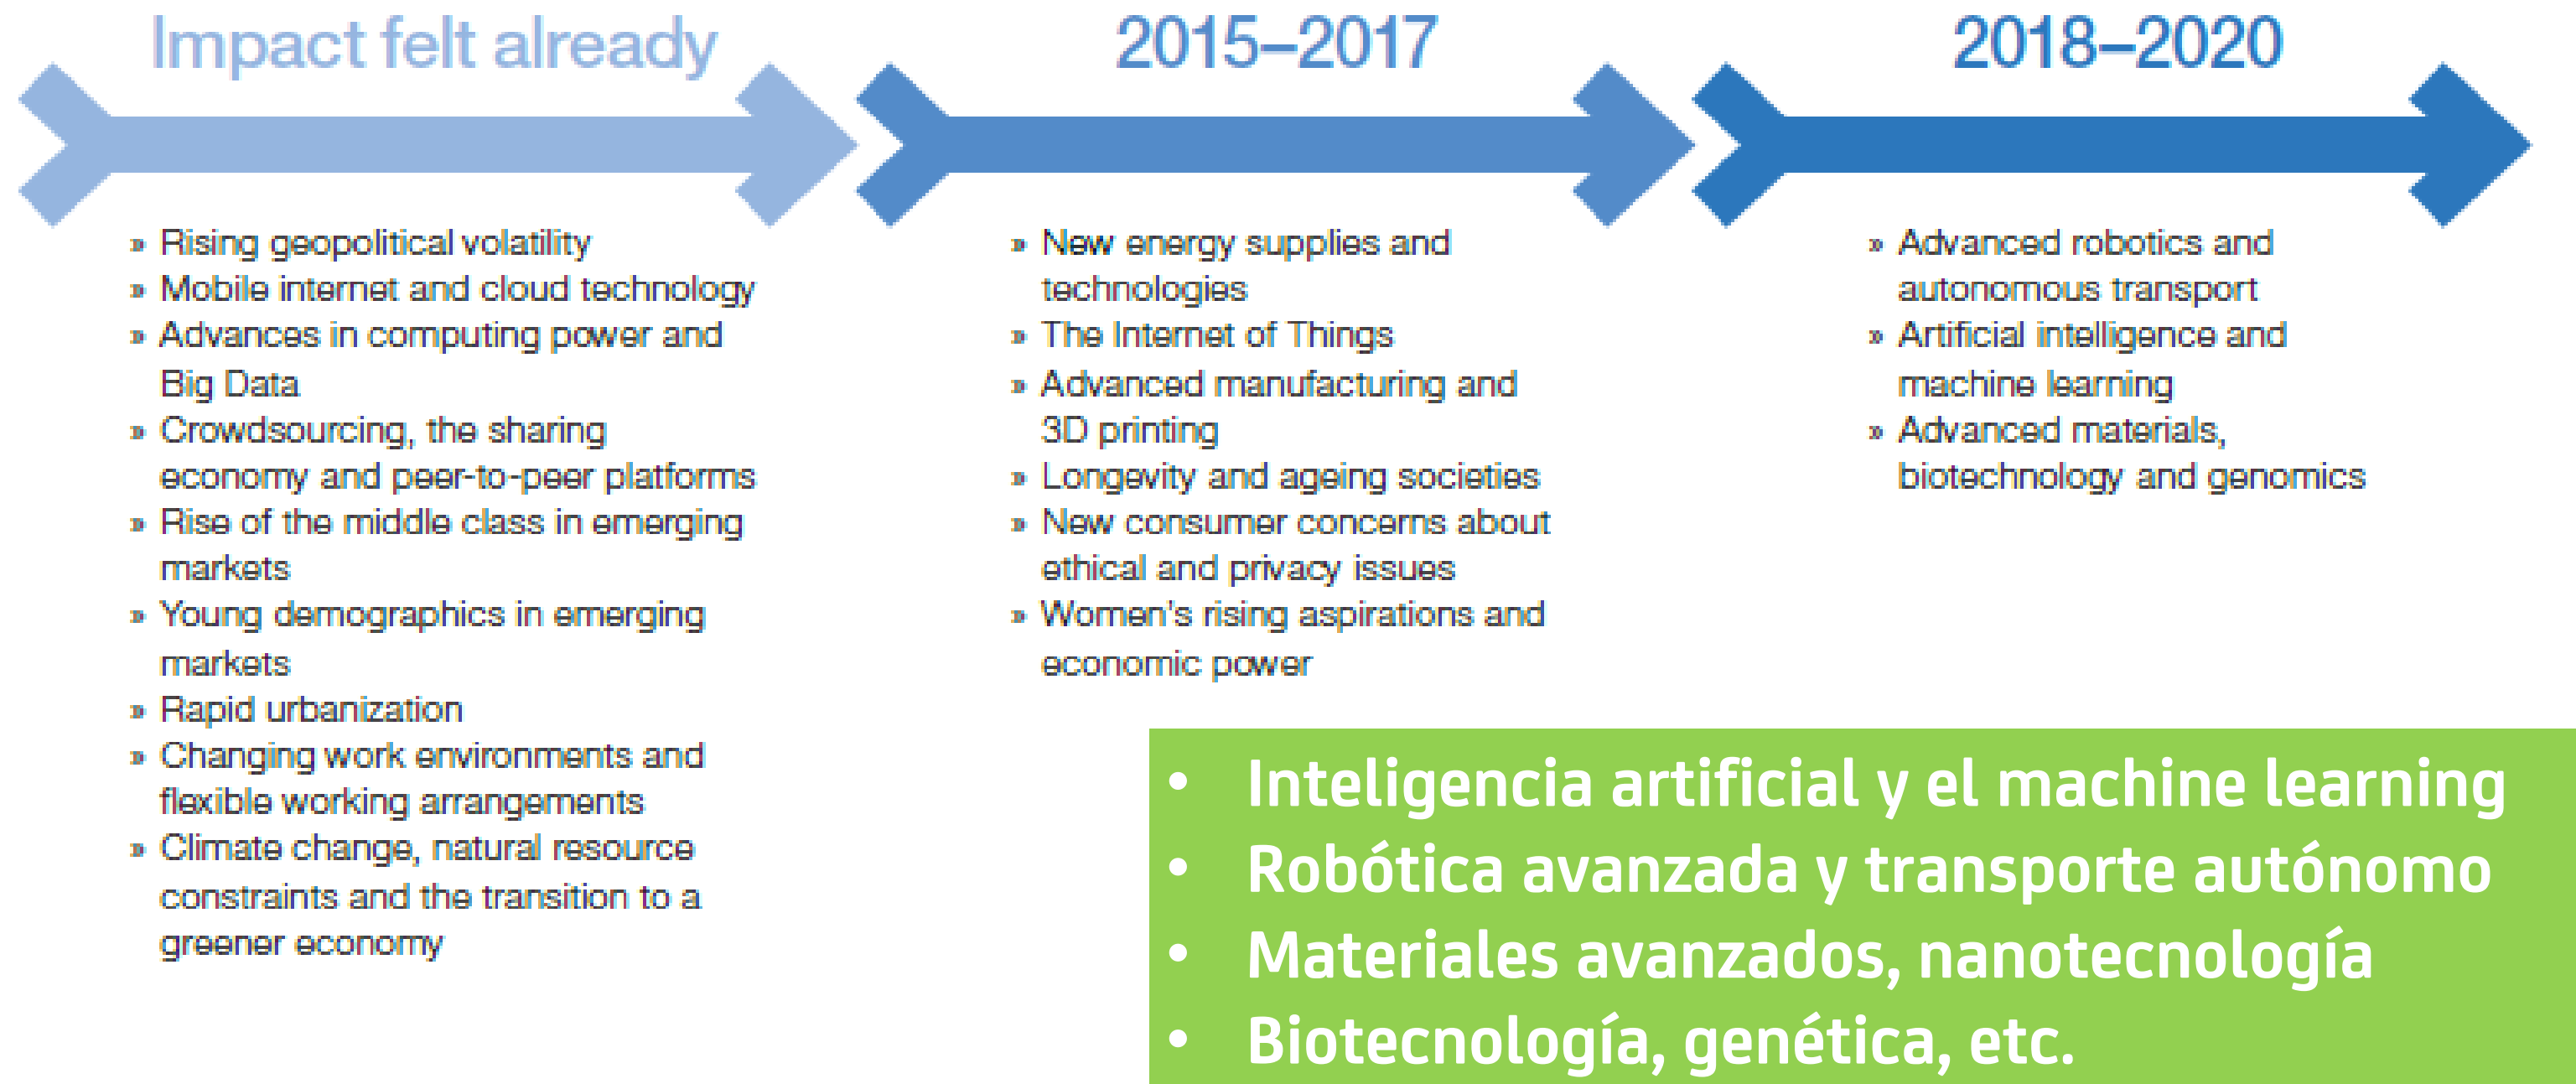 Impact felt already
» Rising geopolitical volatility
» Mobile internet and cloud technology
» Advances in computing power and
Big Data
» Crowdsourcing, the sharing
economy and peer-to-peer platforms
» Rise of the middle class in emerging
markets
» Young demographics in emerging
markets
» Rapid urbanization
» Changing work environments and
flexible working arrangements
» Climate change, natural resource
constraints and the transition to a
greener economy
2015–2017
» New energy supplies and
technologies
» The Internet of Things
» Advanced manufacturing and
3D printing
» Longevity and ageing societies
» New consumer concerns about
ethical and privacy issues
» Women's rising aspirations and
economic power
2018–2020
» Advanced robotics and
autonomous transport
» Artificial intelligence and
machine learning
» Advanced materials,
biotechnology and genomics
• Inteligencia artificial y el machine learning
• Robótica avanzada y transporte autónomo
• Materiales avanzados, nanotecnología
• Biotecnología, genética, etc.